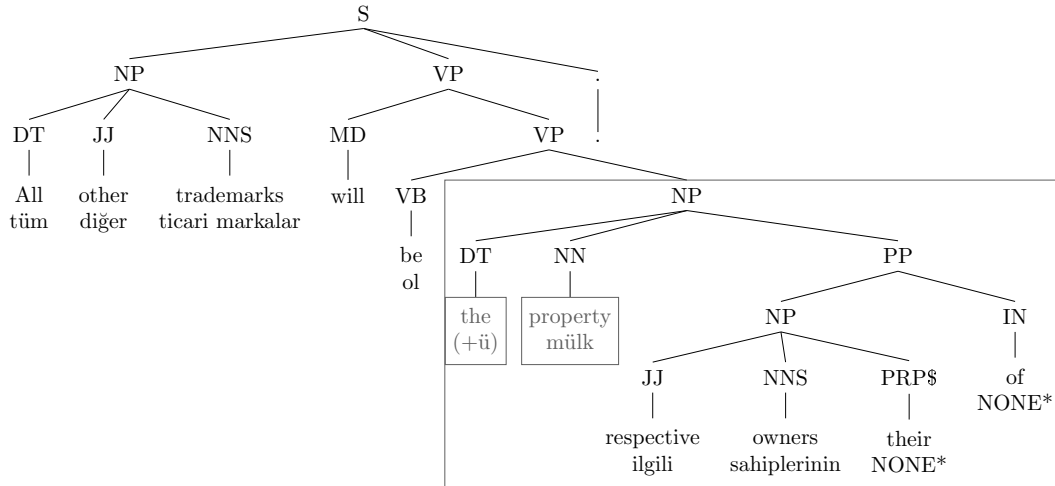 S
NP VP .
DT JJ NNS MD VP .
All other trademarks will VB NP
tüm diğer ticari markalar
be DT NN PP
ol
the property NP IN
(+ü) mülk
JJ NNS PRP$ of
NONE*
respective owners their
ilgili sahiplerinin NONE*